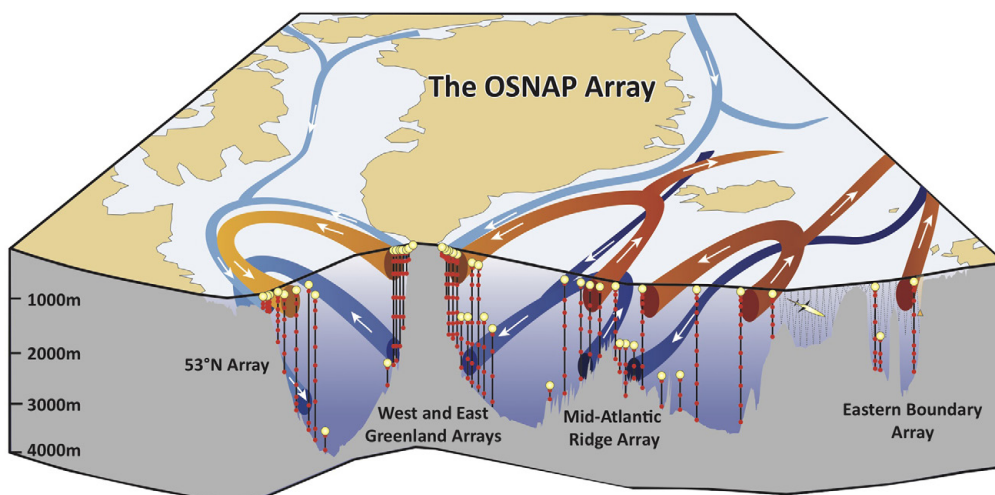 The OSNAP Array
1000m
2000m
3000m
4000m
53°N Array
West and East
Greenland Arrays
Mid-Atlantic
Ridge Array
Eastern Boundary
Array